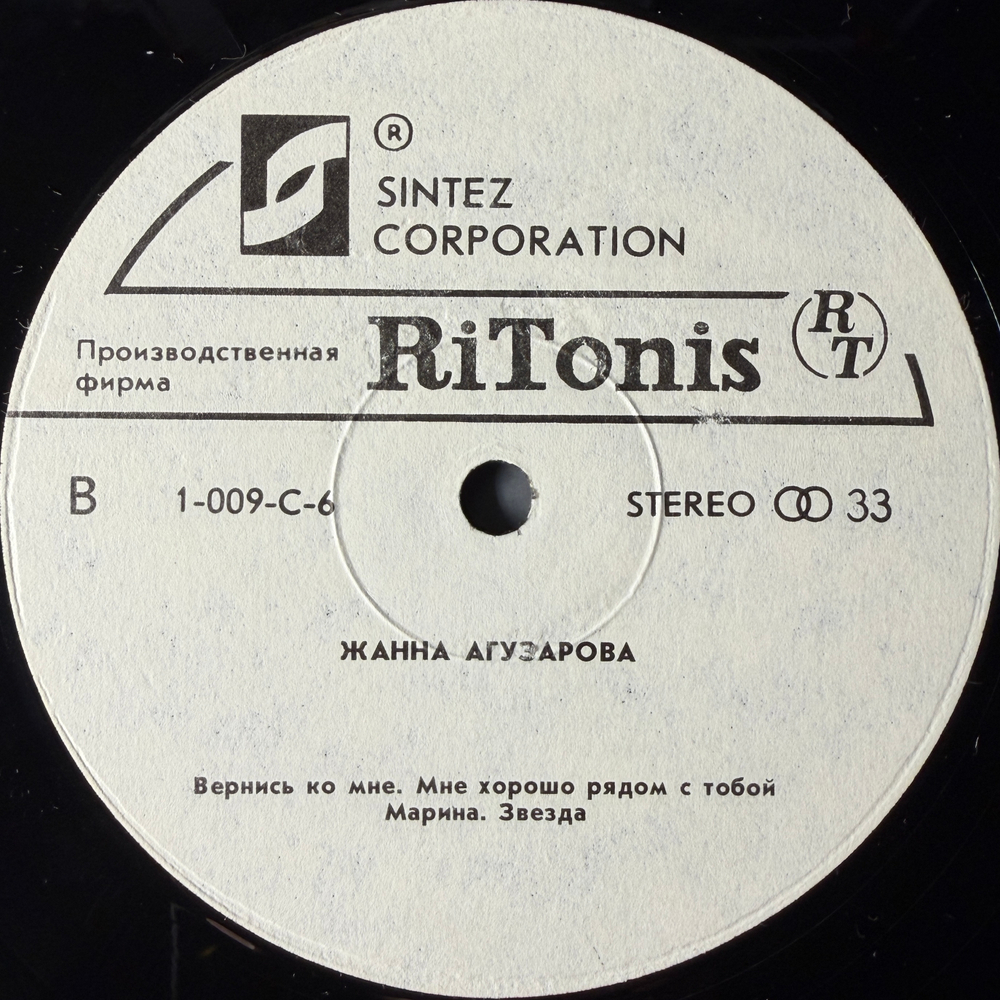 ®
SINTEZ
CORPORATION
Производственная
фирма
RiTonis
RT
B
1-009-C-6
STEREO
33
ЖАННА АГУЗАРОВА
Вернись ко мне. Мне хорошо рядом с тобой
Марина. Звезда